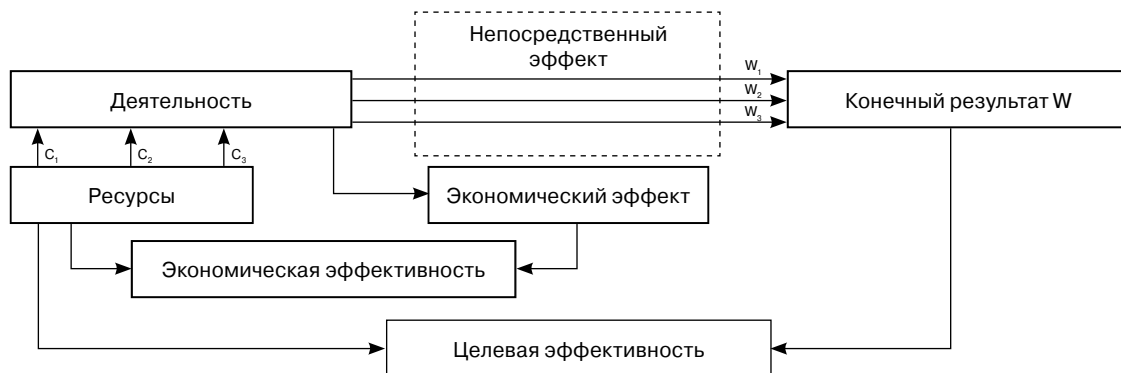 Непосредственный
эффект
W1
Деятельность
W2
Конечный результат W
W3
C1
C2
C3
Ресурсы
Экономический эффект
Экономическая эффективность
Целевая эффективность